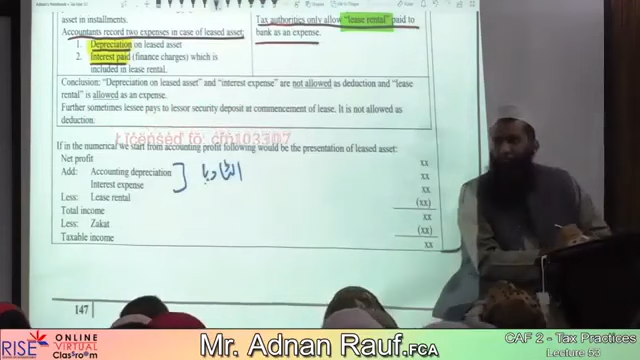 asset in installments.
Accountants record two expenses in case of leased asset:
1. Depreciation on leased asset
2. Interest paid (finance charges) which is
included in lease rental.
Tax authorities only allow "lease rental" paid to
bank as an expense.
Conclusion: "Depreciation on leased asset" and "interest expense" are not allowed as deduction and "lease
rental" is allowed as an expense.
Further sometimes lessee pays to lessor security deposit at commencement of lease. It is not allowed as
deduction.
Licensed to: cfm103307
If in the numerical we start from accounting profit following would be the presentation of leased asset:
Net profit xx
Add: Accounting depreciation xx
Interest expense xx
Less: Lease rental (xx)
Total income xx
Less: Zakat (xx)
Taxable income xx
147
RISE
ONLINE
VIRTUAL
Classroom
Mr. Adnan Rauf.FCA
CAF 2 - Tax Practices
Lecture 53